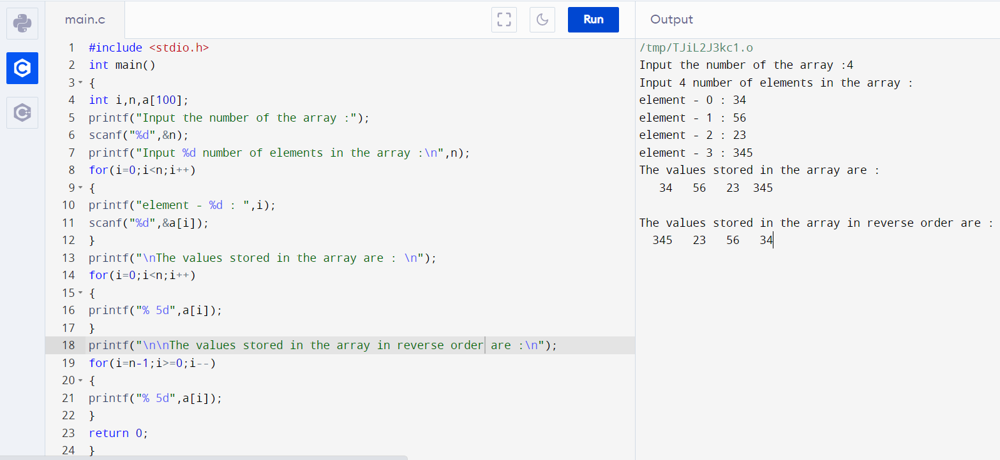 main.c
Run
1 #include <stdio.h>
2 int main()
3 {
4 int i,n,a[100];
5 printf("Input the number of the array :");
6 scanf("%d",&n);
7 printf("Input %d number of elements in the array :\n",n);
8 for(i=0;i<n;i++)
9 {
10 printf("element - %d : ",i);
11 scanf("%d",&a[i]);
12 }
13 printf("\nThe values stored in the array are : \n");
14 for(i=0;i<n;i++)
15 {
16 printf("% 5d",a[i]);
17 }
18 printf("\n\nThe values stored in the array in reverse order are :\n");
19 for(i=n-1;i>=0;i--)
20 {
21 printf("% 5d",a[i]);
22 }
23 return 0;
24 }
Output
/tmp/TJiL2J3kc1.o
Input the number of the array :4
Input 4 number of elements in the array :
element - 0 : 34
element - 1 : 56
element - 2 : 23
element - 3 : 345
The values stored in the array are :
   34   56   23  345
The values stored in the array in reverse order are :
  345   23   56   34